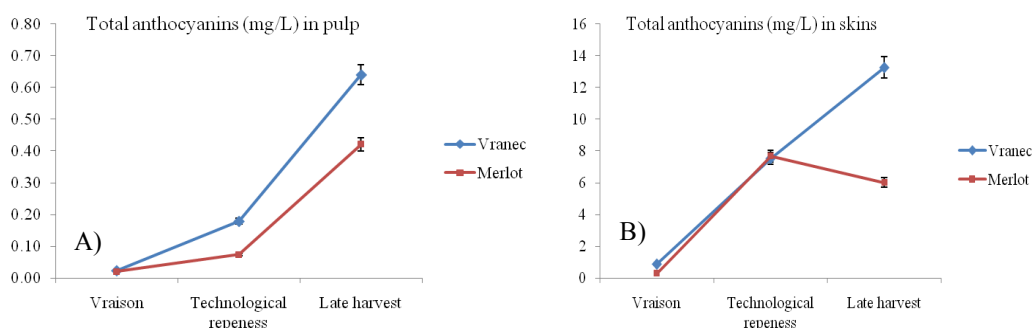 Total anthocyanins (mg/L) in pulp
0.80
0.70
0.60
0.50
0.40
0.30
0.20
0.10
0.00
A)
Vraison
Technological
repeness
Late harvest
Vranec
Merlot
Total anthocyanins (mg/L) in skins
16
14
12
10
8
6
4
2
0
B)
Vraison
Technological
repeness
Late harvest
Vranec
Merlot